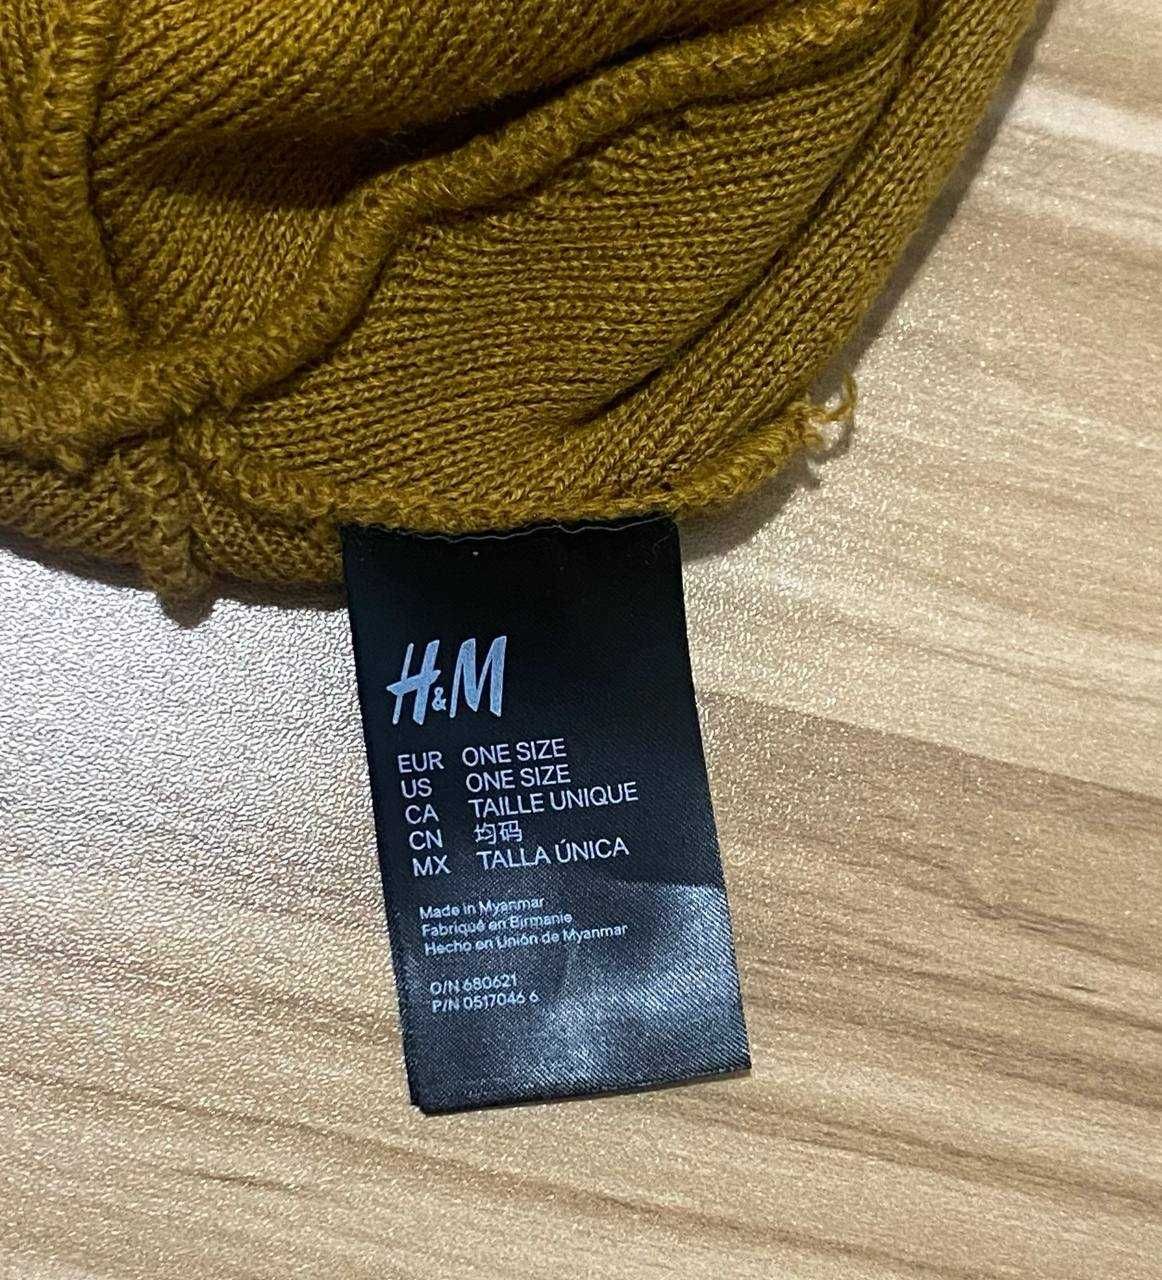 H&M
EUR ONE SIZE
US ONE SIZE
CA TAILLE UNIQUE
CN 均码
MX TALLA ÚNICA
Made in Myanmar
Fabriqué en Birmanie
Hecho en Unión de Myanmar
O/N 680621
P/N 0517046 6